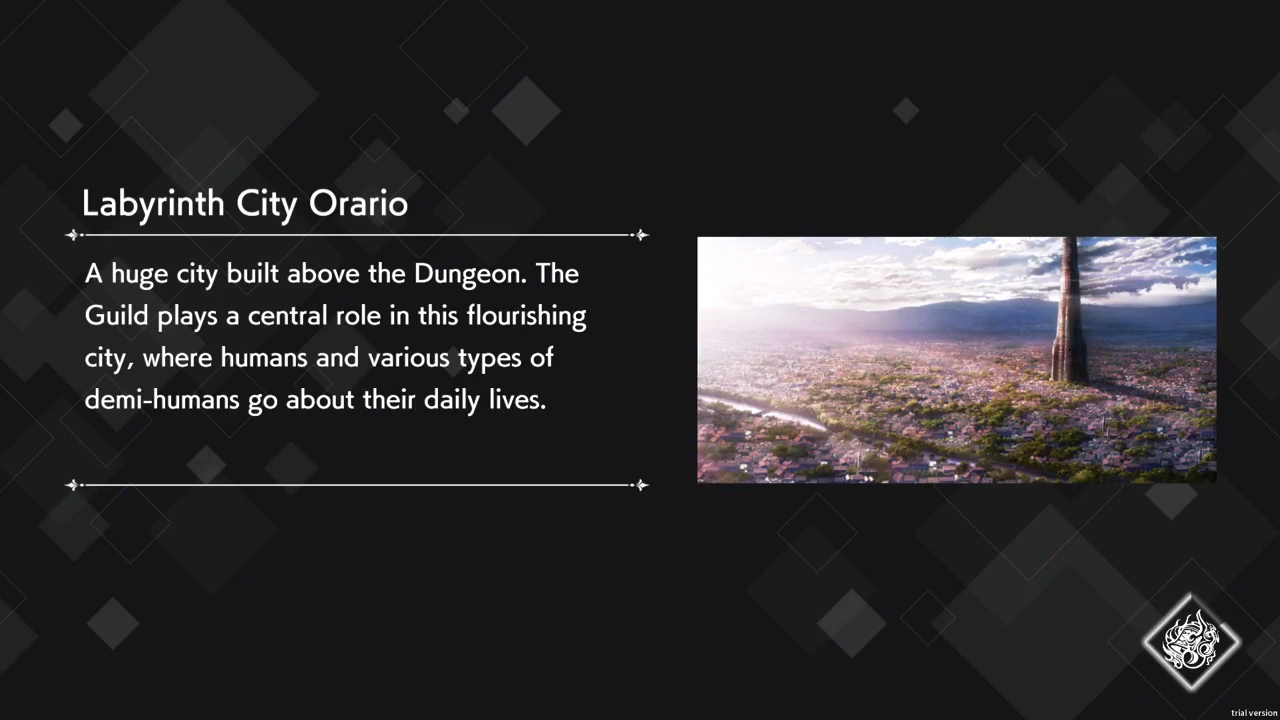 Labyrinth City Orario
A huge city built above the Dungeon. The
Guild plays a central role in this flourishing
city, where humans and various types of
demi-humans go about their daily lives.
trial version